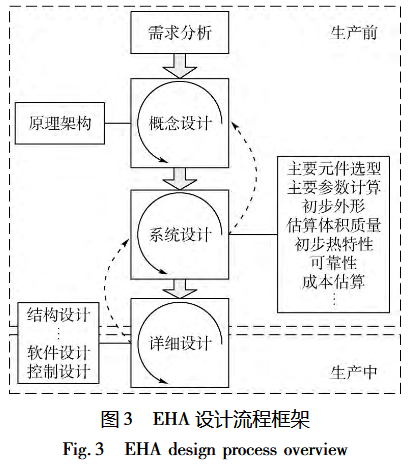 需求分析
生产前
原理架构
概念设计
主要元件选型
主要参数计算
初步外形
估算体积质量
初步热特性
可靠性
成本估算
…
系统设计
结构设计
⋮
软件设计
控制设计
详细设计
生产中
图3 EHA 设计流程框架
Fig. 3 EHA design process overview